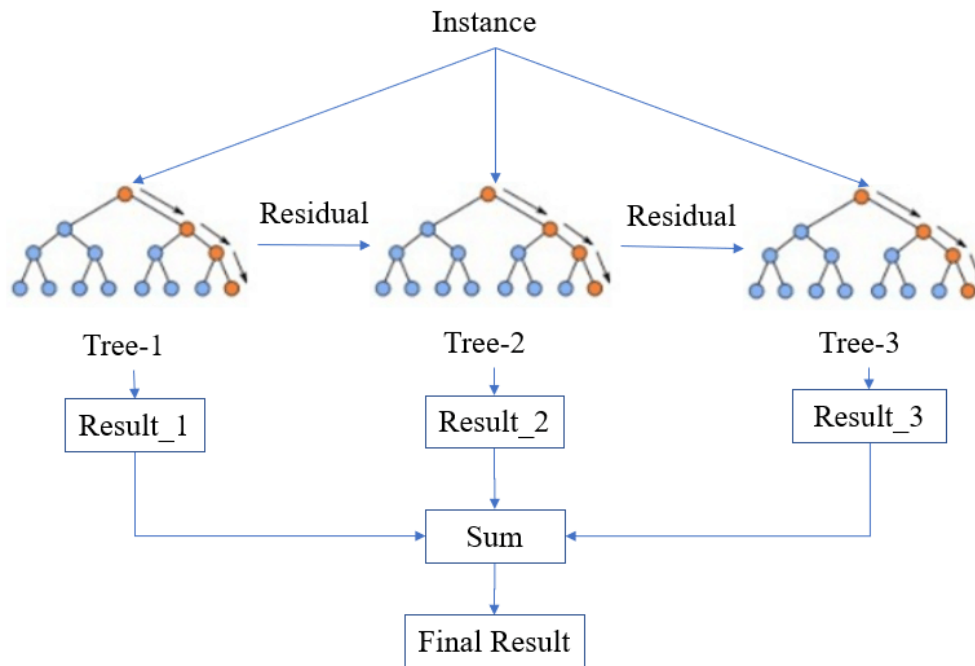 Instance
Residual
Residual
Tree-1
Tree-2
Tree-3
Result_1
Result_2
Result_3
Sum
Final Result